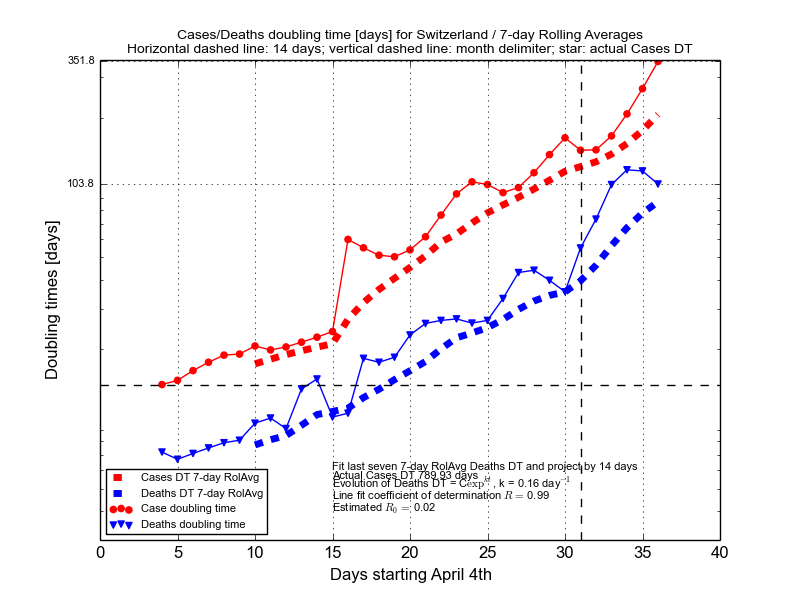 Cases/Deaths doubling time [days] for Switzerland / 7-day Rolling Averages
Horizontal dashed line: 14 days; vertical dashed line: month delimiter; star: actual Cases DT
351.8
103.8
Doubling times [days]
Fit last seven 7-day RolAvg Deaths DT and project by 14 days
Actual Cases DT 789.93 days
Evolution of Deaths DT = Cexp^{kt}, k = 0.16 day^{-1}
Line fit coefficient of determination R = 0.99
Estimated R_0 = 0.02
Cases DT 7-day RolAvg
Deaths DT 7-day RolAvg
Case doubling time
Deaths doubling time
0 5 10 15 20 25 30 35 40
Days starting April 4th